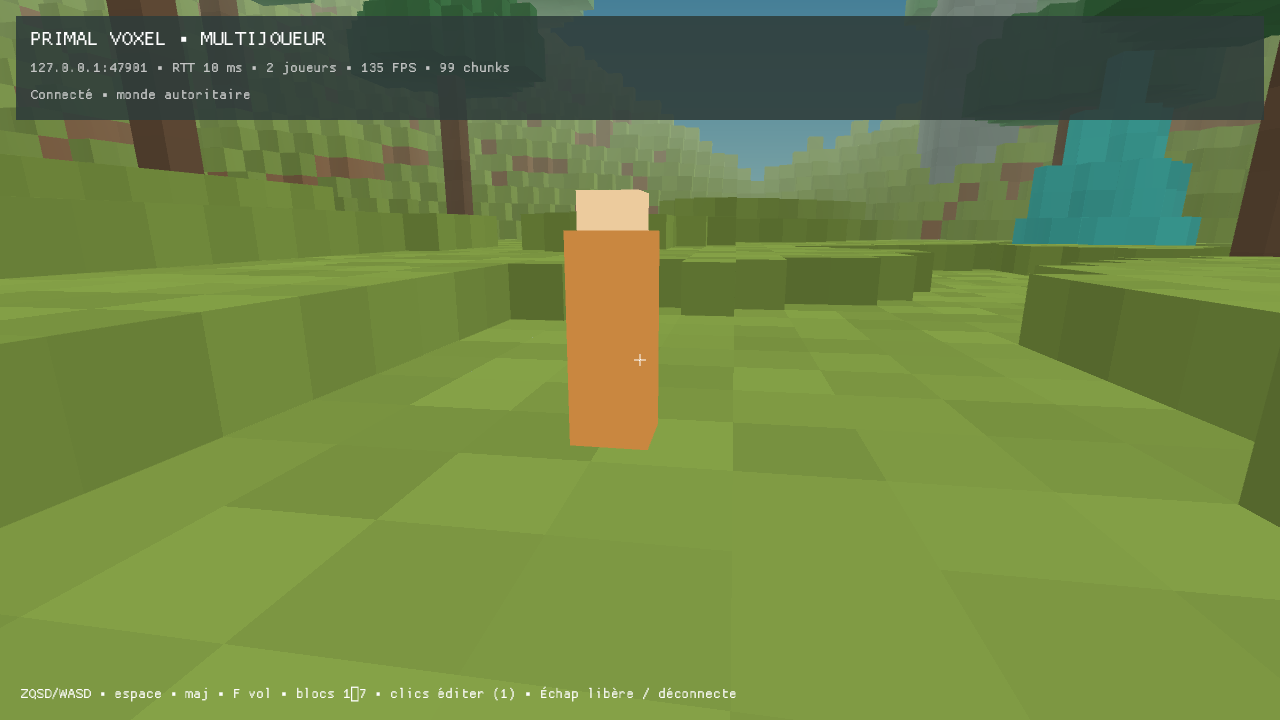 PRIMAL VOXEL ▪ MULTIJOUEUR
127.0.0.1:47901 ▪ RTT 10 ms ▪ 2 joueurs ▪ 135 FPS ▪ 99 chunks
Connecté ▪ monde autoritaire
ZQSD/WASD ▪ espace ▪ maj ▪ F vol ▪ blocs 1▯7 ▪ clics éditer (1) ▪ Échap libère / déconnecte